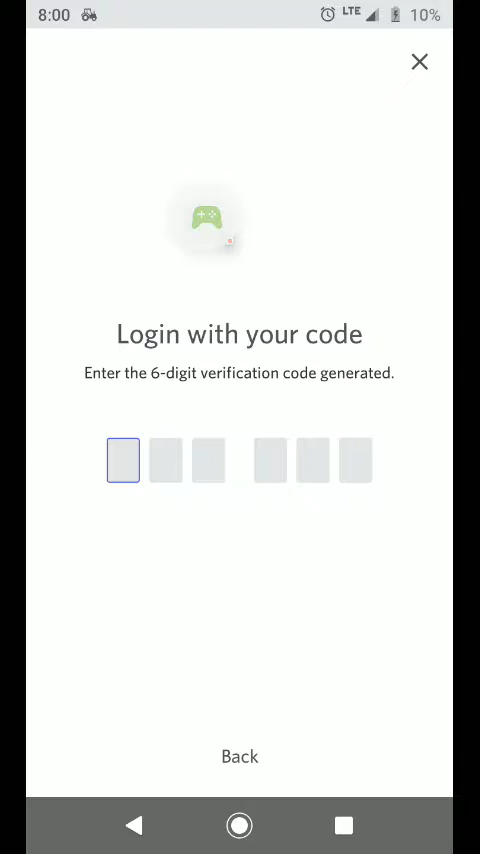 8:00 LTE 10%
Login with your code
Enter the 6-digit verification code generated.
Back